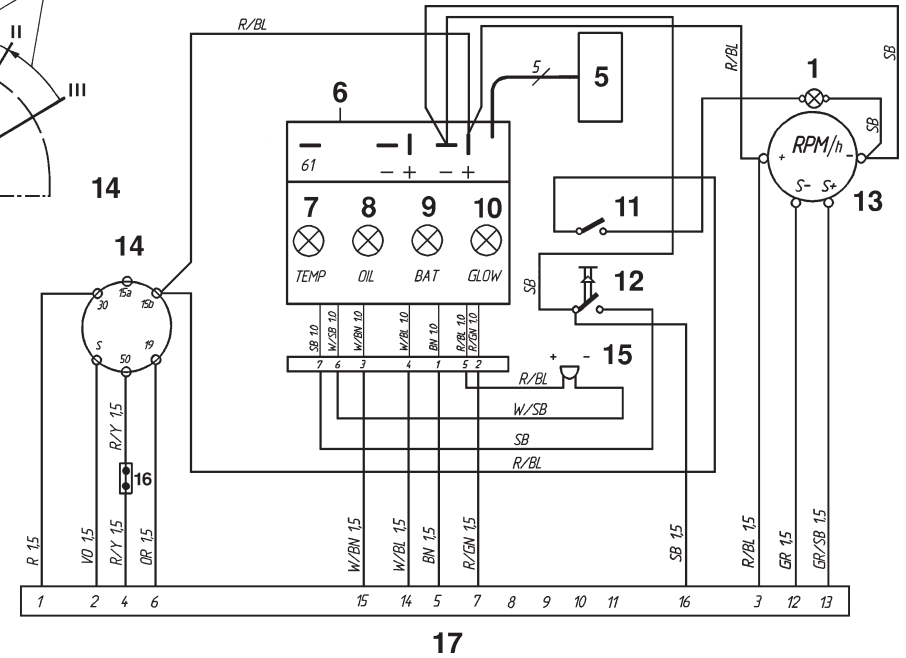 II
III
R/BL
5
5
6
R/BL
SB
1
SB
RPM/h
+ -
S- S+
13
61
- + - +
14
7 8 9 10
TEMP OIL BAT GLOW
11
12
SB
14
15a
30 15b
S 50 19
SB 1.0
W/SB 1.0
W/BN 1.0
W/BL 1.0
BN 1.0
R/BL 1.0
R/GN 1.0
7 6 3 4 1 5 2
+ - 15
R/BL
W/SB
SB
R/BL
R/Y 1,5
16
R 1,5
VO 1,5
R/Y 1,5
OR 1,5
W/BN 1,5
W/BL 1,5
BN 1,5
R/GN 1,5
SB 1,5
R/BL 1,5
GR 1,5
GR/SB 1,5
1 2 4 6 15 14 5 7 8 9 10 11 16 3 12 13
17